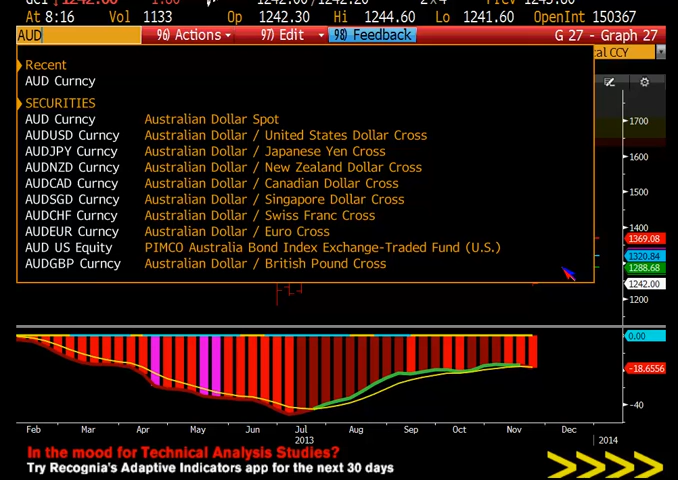 At 8:16 Vol 1133 Op 1242.30 Hi 1244.60 Lo 1241.60 OpenInt 150367
AUD 96) Actions 97) Edit 98) Feedback G 27 - Graph 27
al CCY
Recent
AUD Curncy
SECURITIES
AUD Curncy Australian Dollar Spot
AUDUSD Curncy Australian Dollar / United States Dollar Cross
AUDJPY Curncy Australian Dollar / Japanese Yen Cross
AUDNZD Curncy Australian Dollar / New Zealand Dollar Cross
AUDCAD Curncy Australian Dollar / Canadian Dollar Cross
AUDSGD Curncy Australian Dollar / Singapore Dollar Cross
AUDCHF Curncy Australian Dollar / Swiss Franc Cross
AUDEUR Curncy Australian Dollar / Euro Cross
AUD US Equity PIMCO Australia Bond Index Exchange-Traded Fund (U.S.)
AUDGBP Curncy Australian Dollar / British Pound Cross
1700
1600
1500
1400
1369.08
1320.84
1288.68
1242.00
1200
0.00
-18.6556
-40
Feb Mar Apr May Jun Jul Aug Sep Oct Nov Dec
2013 2014
In the mood for Technical Analysis Studies?
Try Recognia's Adaptive Indicators app for the next 30 days